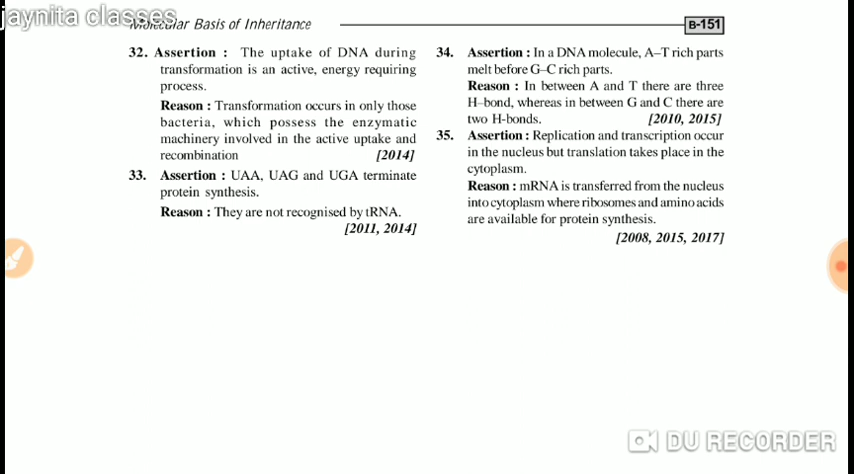 jaynita classes
Molecular Basis of Inheritance
B-151
32. Assertion : The uptake of DNA during
transformation is an active, energy requiring
process.
Reason : Transformation occurs in only those
bacteria, which possess the enzymatic
machinery involved in the active uptake and
recombination [2014]
33. Assertion : UAA, UAG and UGA terminate
protein synthesis.
Reason : They are not recognised by tRNA.
[2011, 2014]
34. Assertion : In a DNA molecule, A–T rich parts
melt before G–C rich parts.
Reason : In between A and T there are three
H–bond, whereas in between G and C there are
two H-bonds. [2010, 2015]
35. Assertion : Replication and transcription occur
in the nucleus but translation takes place in the
cytoplasm.
Reason : mRNA is transferred from the nucleus
into cytoplasm where ribosomes and amino acids
are available for protein synthesis.
[2008, 2015, 2017]
DU RECORDER